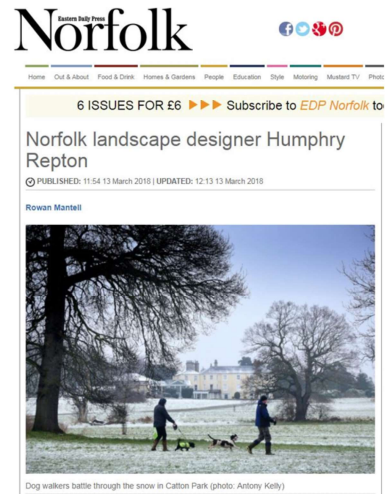 Eastern Daily Press
Norfolk
Home Out & About Food & Drink Homes & Gardens People Education Style Motoring Mustard TV Photo
6 ISSUES FOR £6 ►►► Subscribe to EDP Norfolk to
Norfolk landscape designer Humphry
Repton
PUBLISHED: 11:54 13 March 2018 | UPDATED: 12:13 13 March 2018
Rowan Mantell
Dog walkers battle through the snow in Catton Park (photo: Antony Kelly)